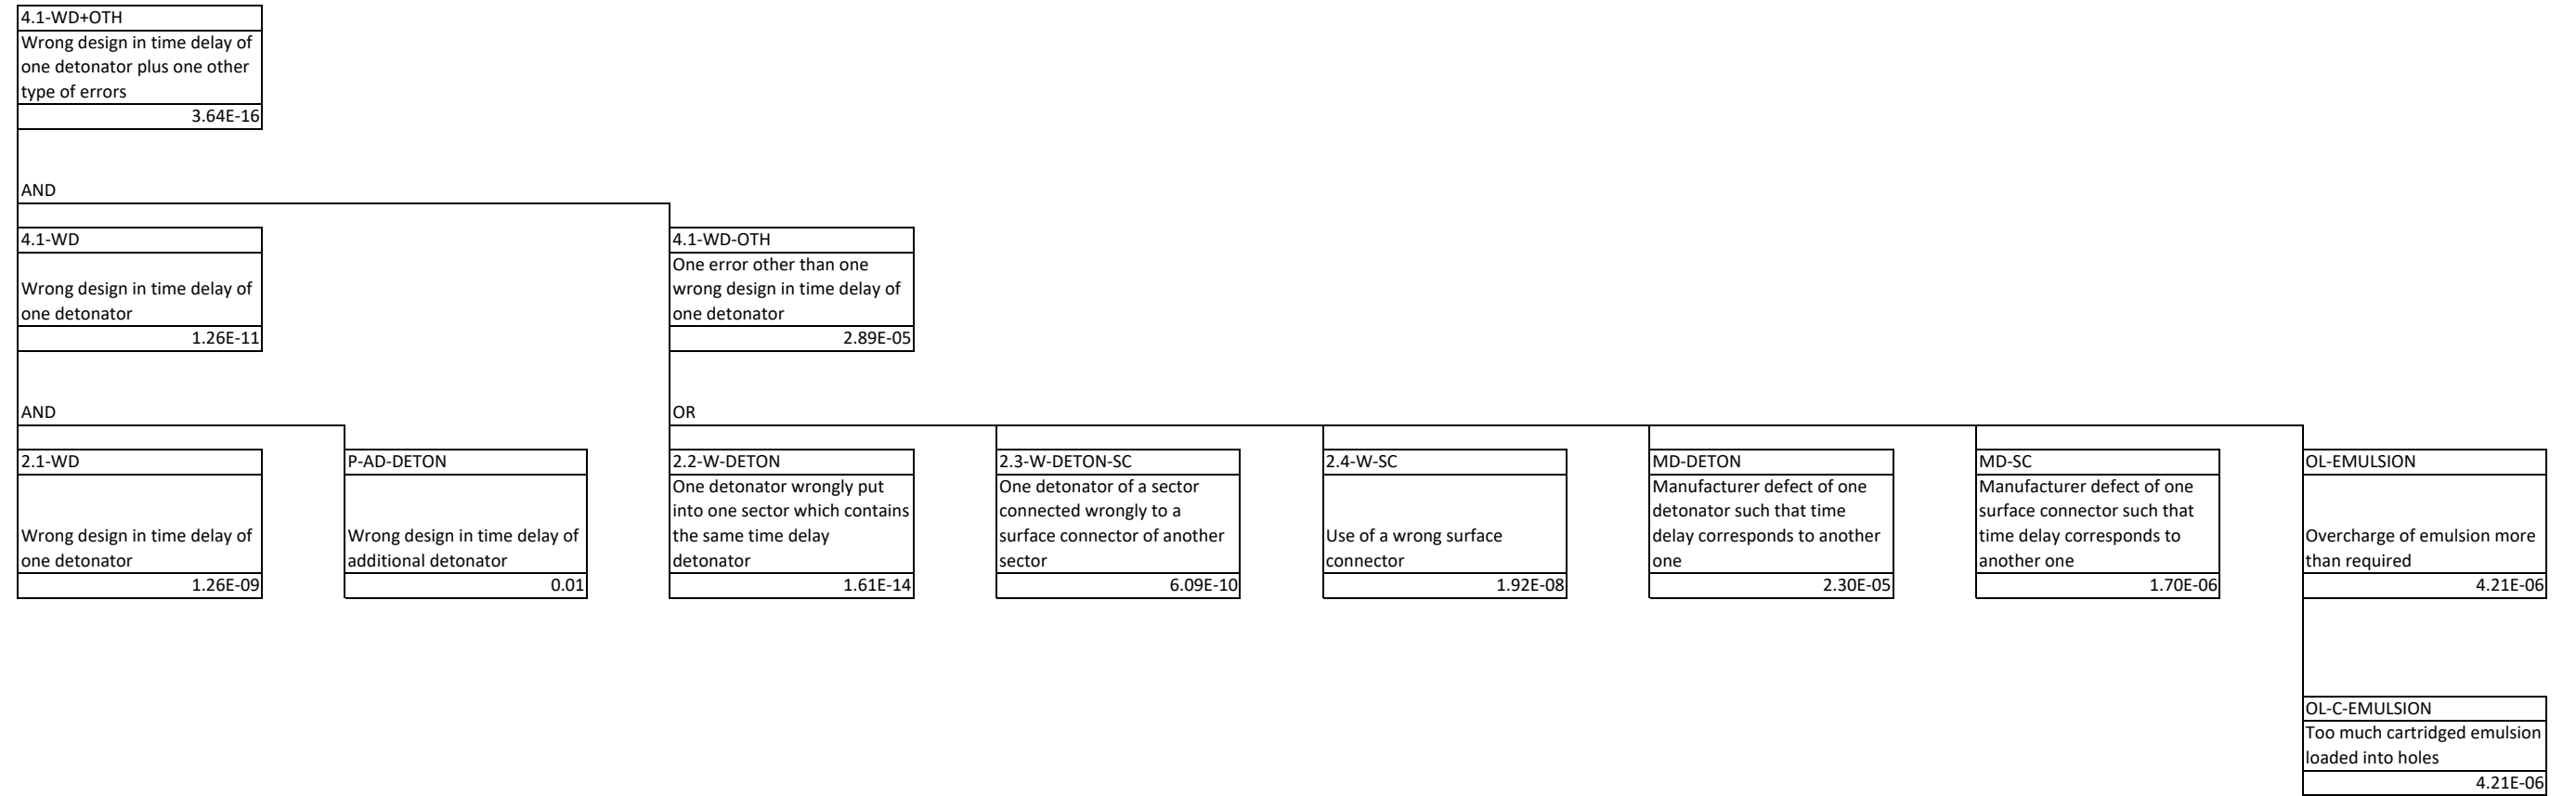 4.1-WD+OTH
Wrong design in time delay of
one detonator plus one other
type of errors
3.64E-16
AND
4.1-WD
Wrong design in time delay of
one detonator
1.26E-11
4.1-WD-OTH
One error other than one
wrong design in time delay of
one detonator
2.89E-05
AND
OR
2.1-WD
Wrong design in time delay of
one detonator
1.26E-09
P-AD-DETON
Wrong design in time delay of
additional detonator
0.01
2.2-W-DETON
One detonator wrongly put
into one sector which contains
the same time delay
detonator
1.61E-14
2.3-W-DETON-SC
One detonator of a sector
connected wrongly to a
surface connector of another
sector
6.09E-10
2.4-W-SC
Use of a wrong surface
connector
1.92E-08
MD-DETON
Manufacturer defect of one
detonator such that time
delay corresponds to another
one
2.30E-05
MD-SC
Manufacturer defect of one
surface connector such that
time delay corresponds to
another one
1.70E-06
OL-EMULSION
Overcharge of emulsion more
than required
4.21E-06
OL-C-EMULSION
Too much cartridged emulsion
loaded into holes
4.21E-06